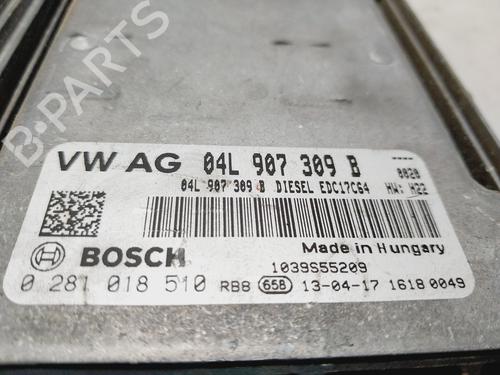 B-PARTS
VW AG 04L 907 309 B ----
04L 907 309 B DIESEL EDC17C64 0020
HW: H22
BOSCH Made in Hungary
1039S55209
0 281 018 510 RB8 658 13-04-17 1618 0049